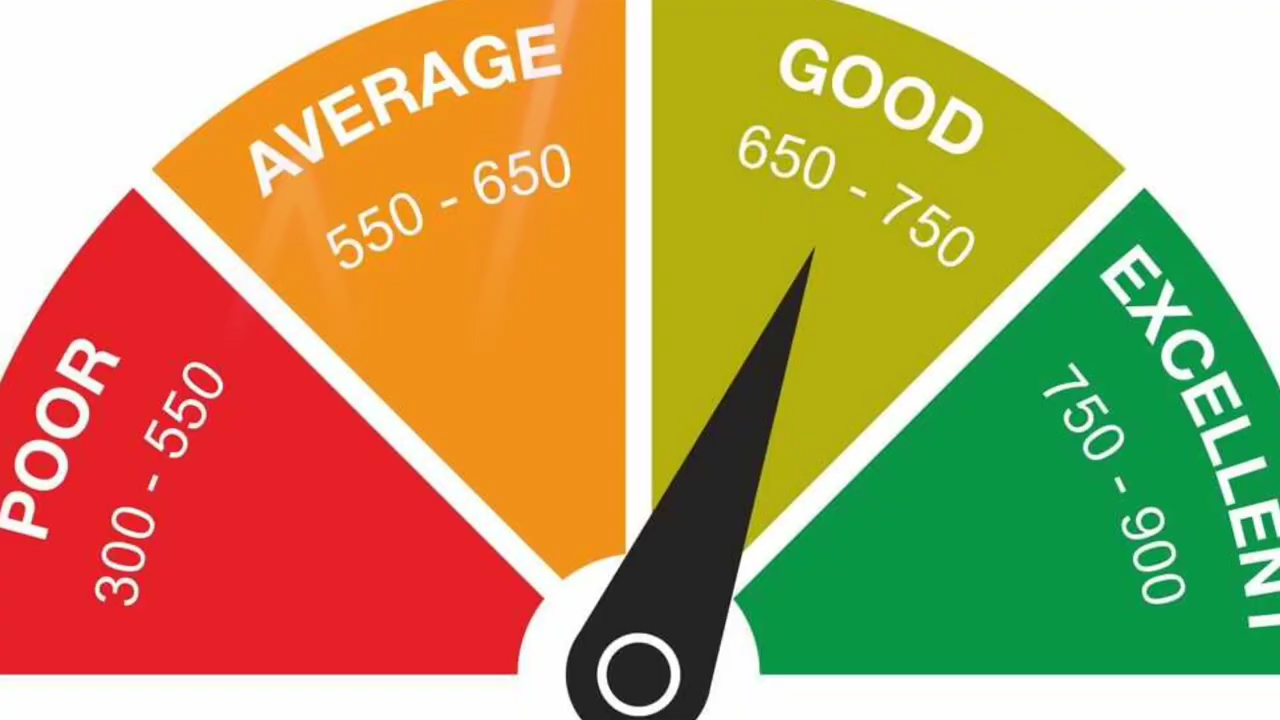 POOR
300 - 550
AVERAGE
550 - 650
GOOD
650 - 750
EXCELLENT
750 - 900